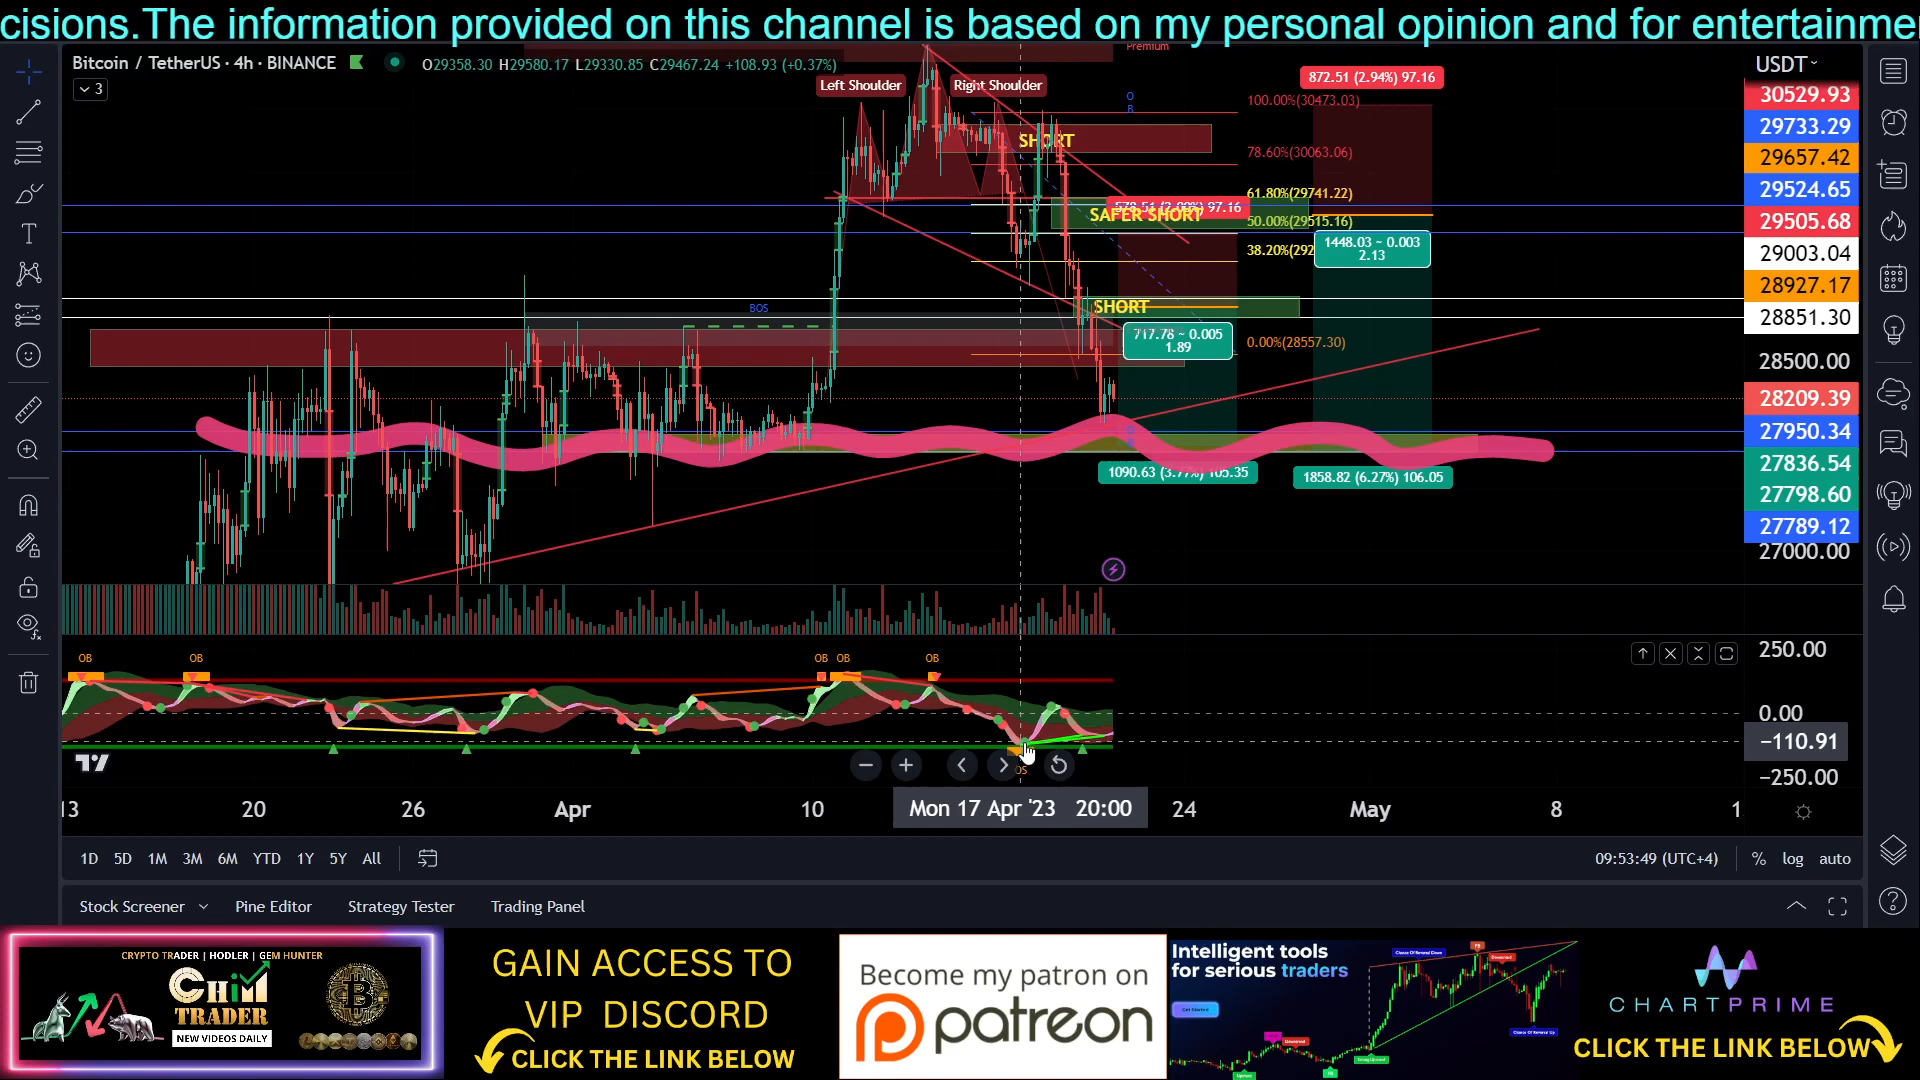 cisions.The information provided on this channel is based on my personal opinion and for entertainme
Bitcoin / TetherUS · 4h · BINANCE
O29358.30 H29580.17 L29330.85 C29467.24 +108.93 (+0.37%)
3
Premium
Left Shoulder
Right Shoulder
O
B
SHORT
SAFER SHORT
SHORT
BOS
100.00%(30473.03)
78.60%(30063.06)
61.80%(29741.22)
50.00%(29515.16)
38.20%(292
0.00%(28557.30)
872.51 (2.94%) 97.16
1448.03 ~ 0.003
2.13
717.78 ~ 0.005
1.89
1090.63 (3.77%) 105.35
1858.82 (6.27%) 106.05
USDT
30529.93
29733.29
29657.42
29524.65
29505.68
29003.04
28927.17
28851.30
28500.00
28209.39
27950.34
27836.54
27798.60
27789.12
27000.00
250.00
0.00
−110.91
−250.00
OB
OB
OB
OB
OB
13
20
26
Apr
10
Mon 17 Apr '23 20:00
24
May
8
1
1D 5D 1M 3M 6M YTD 1Y 5Y All
09:53:49 (UTC+4)
% log auto
Stock Screener
Pine Editor
Strategy Tester
Trading Panel
CRYPTO TRADER | HODLER | GEM HUNTER
CHIM
TRADER
NEW VIDEOS DAILY
GAIN ACCESS TO
VIP DISCORD
CLICK THE LINK BELOW
Become my patron on
patreon
Intelligent tools
for serious traders
Get Started
CHARTPRIME
CLICK THE LINK BELOW